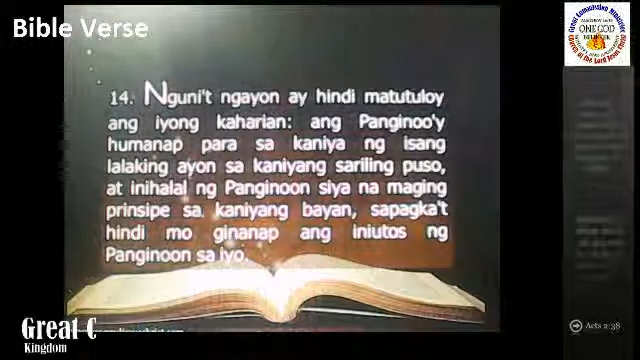 Bible Verse
ONE GOD
14. Nguni't ngayon ay hindi matutuloy
ang iyong kaharian: ang Panginoo'y
humanap para sa kaniya ng isang
lalaking ayon sa kaniyang sariling puso,
at inihalal ng Panginoon siya na maging
prinsipe sa kaniyang bayan, sapagka't
hindi mo ginanap ang iniutos ng
Panginoon sa iyo.
Great C
Kingdom
Acts 2:38